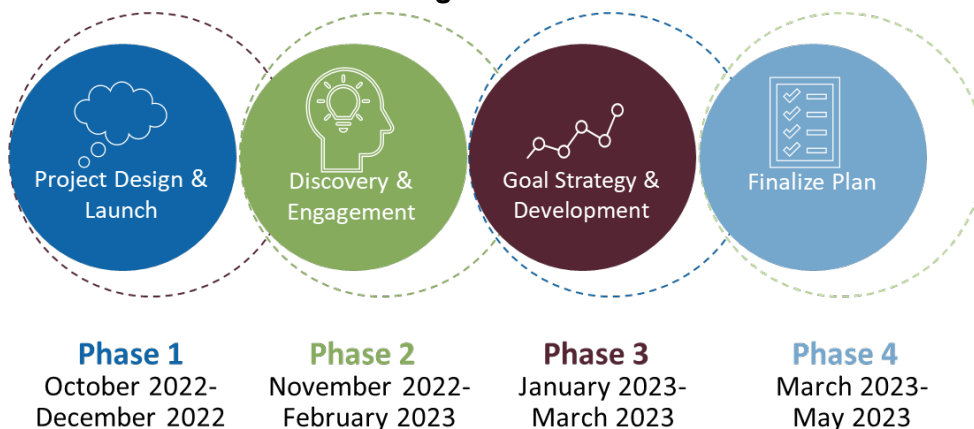 Project Design &
Launch
Discovery &
Engagement
Goal Strategy &
Development
Finalize Plan
Phase 1
October 2022-
December 2022
Phase 2
November 2022-
February 2023
Phase 3
January 2023-
March 2023
Phase 4
March 2023-
May 2023